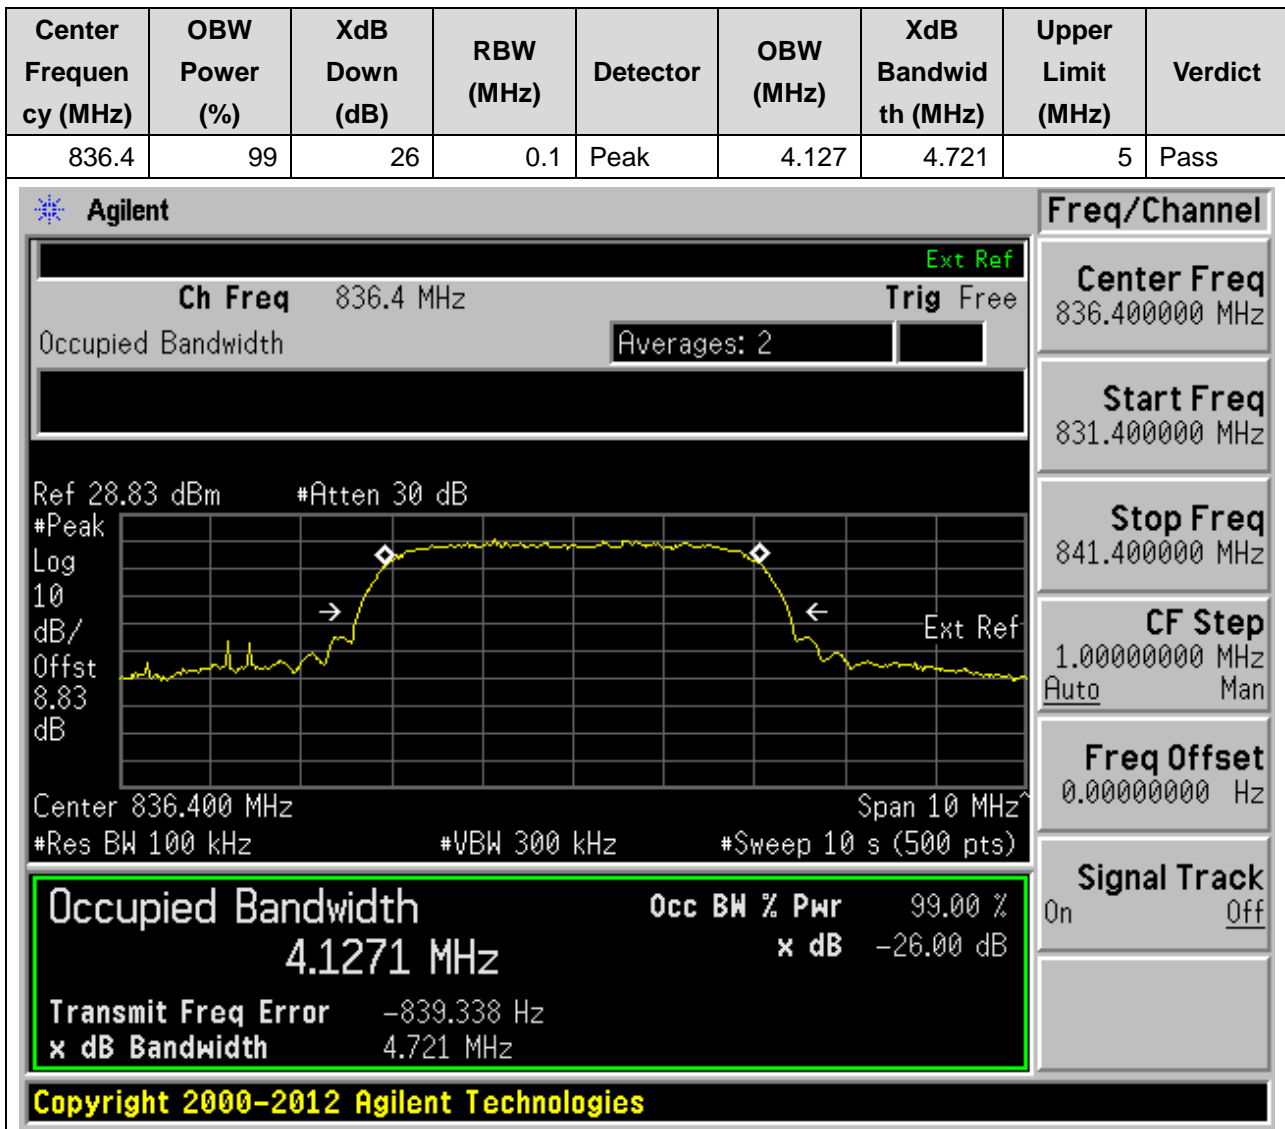 Center Frequen cy (MHz) OBW Power (%) XdB Down (dB) RBW (MHz) Detector OBW (MHz) XdB Bandwid th (MHz) Upper Limit (MHz) Verdict
836.4 99 26 0.1 Peak 4.127 4.721 5 Pass
Agilent
Ext Ref
Ch Freq 836.4 MHz Trig Free
Occupied Bandwidth Averages: 2
Ref 28.83 dBm #Atten 30 dB
#Peak
Log
10
dB/
Offst
8.83
dB
Ext Ref
Center 836.400 MHz Span 10 MHz^
#Res BW 100 kHz #VBW 300 kHz #Sweep 10 s (500 pts)
Occupied Bandwidth Occ BW % Pwr 99.00 %
4.1271 MHz x dB -26.00 dB
Transmit Freq Error -839.338 Hz
x dB Bandwidth 4.721 MHz
Copyright 2000-2012 Agilent Technologies
Freq/Channel
Center Freq
836.400000 MHz
Start Freq
831.400000 MHz
Stop Freq
841.400000 MHz
CF Step
1.00000000 MHz
Auto Man
Freq Offset
0.00000000 Hz
Signal Track
On Off